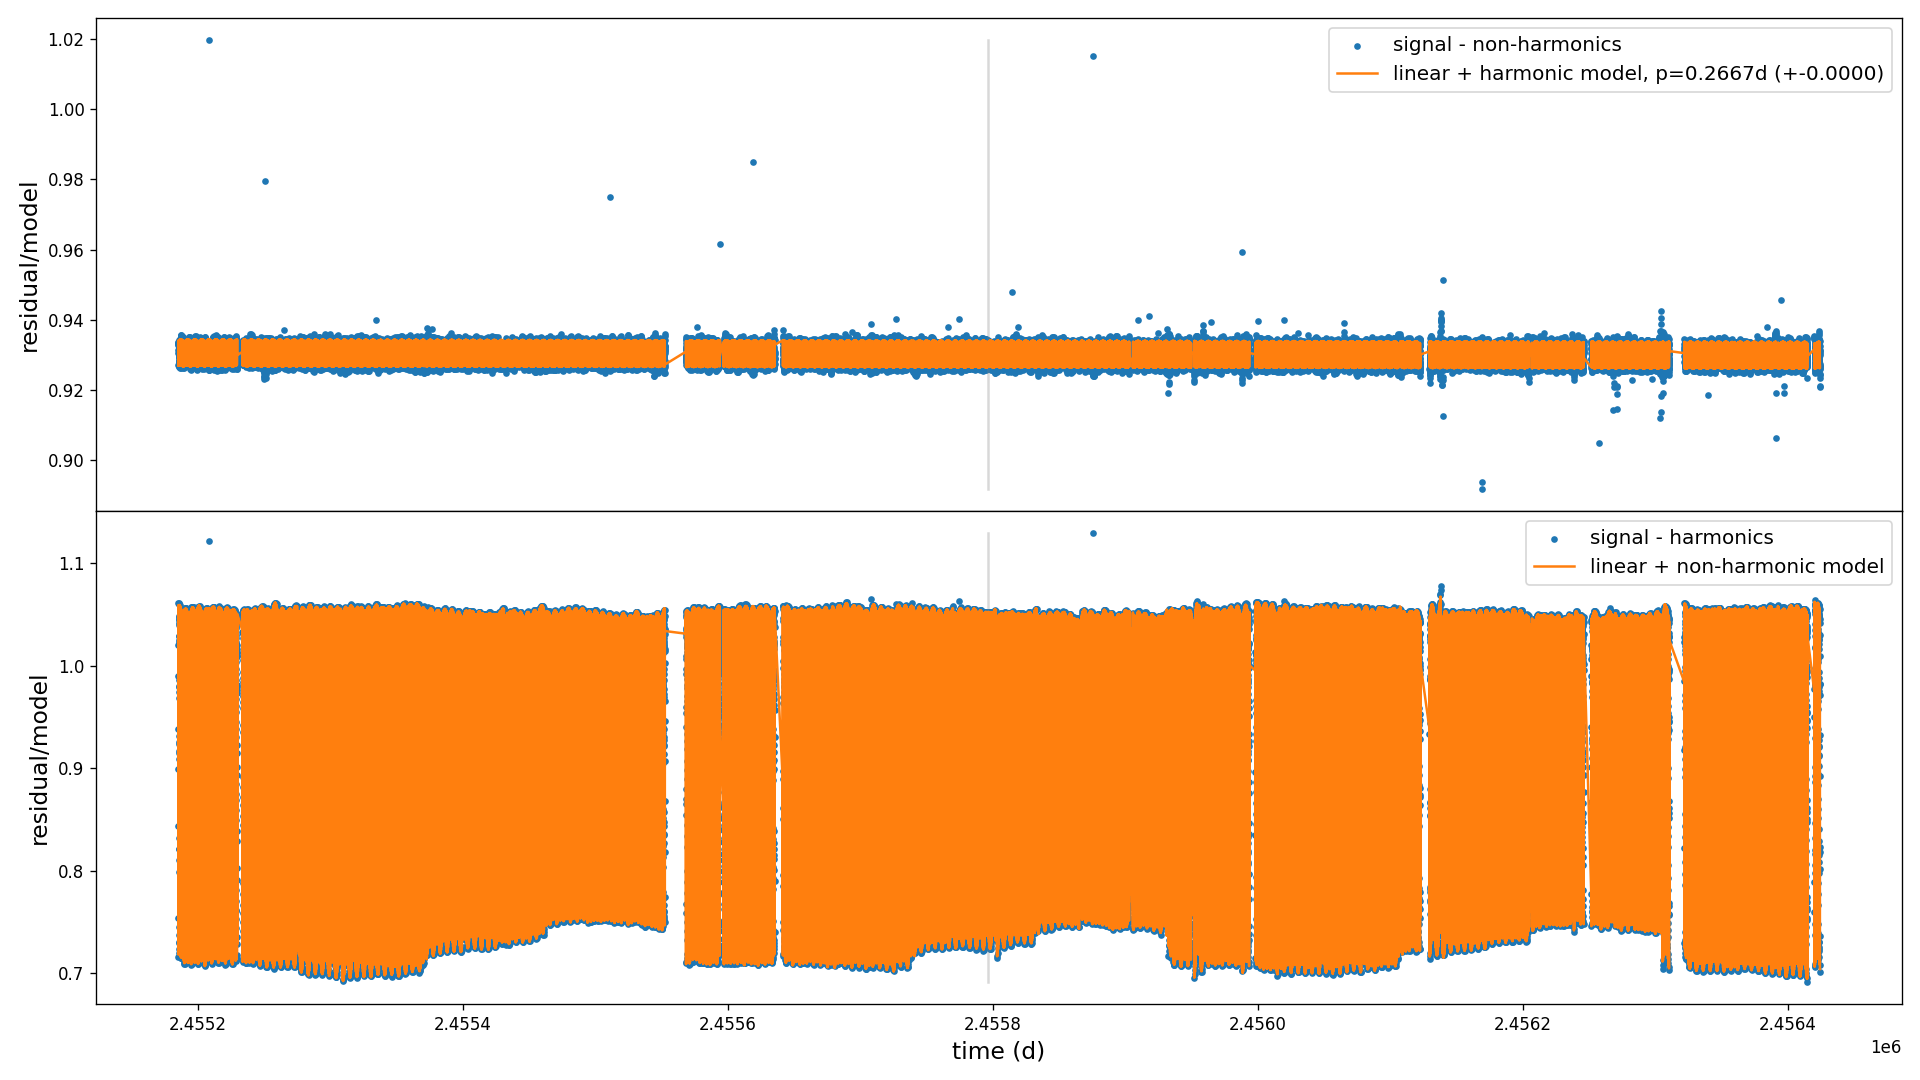 signal - non-harmonics
linear + harmonic model, p=0.2667d (+-0.0000)
residual/model
1.02
1.00
0.98
0.96
0.94
0.92
0.90
signal - harmonics
linear + non-harmonic model
residual/model
1.1
1.0
0.9
0.8
0.7
2.4552 2.4554 2.4556 2.4558 2.4560 2.4562 2.4564
time (d)
1e6